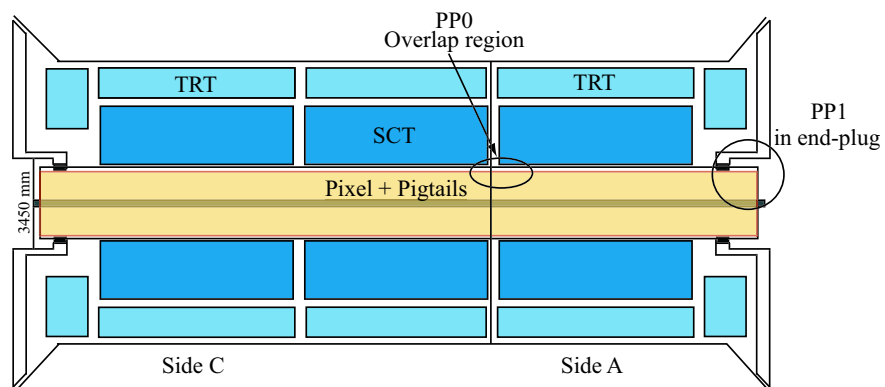 PP0
Overlap region
TRT
TRT
PP1
in end-plug
SCT
Pixel + Pigtails
3450 mm
Side C
Side A